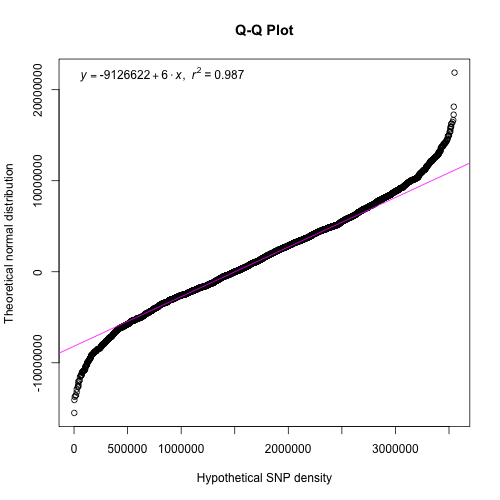 Q-Q Plot
y = -9126622 + 6 · x, r² = 0.987
Theoretical normal distribution
-10000000 0 10000000 20000000
0 500000 1000000 2000000 3000000
Hypothetical SNP density